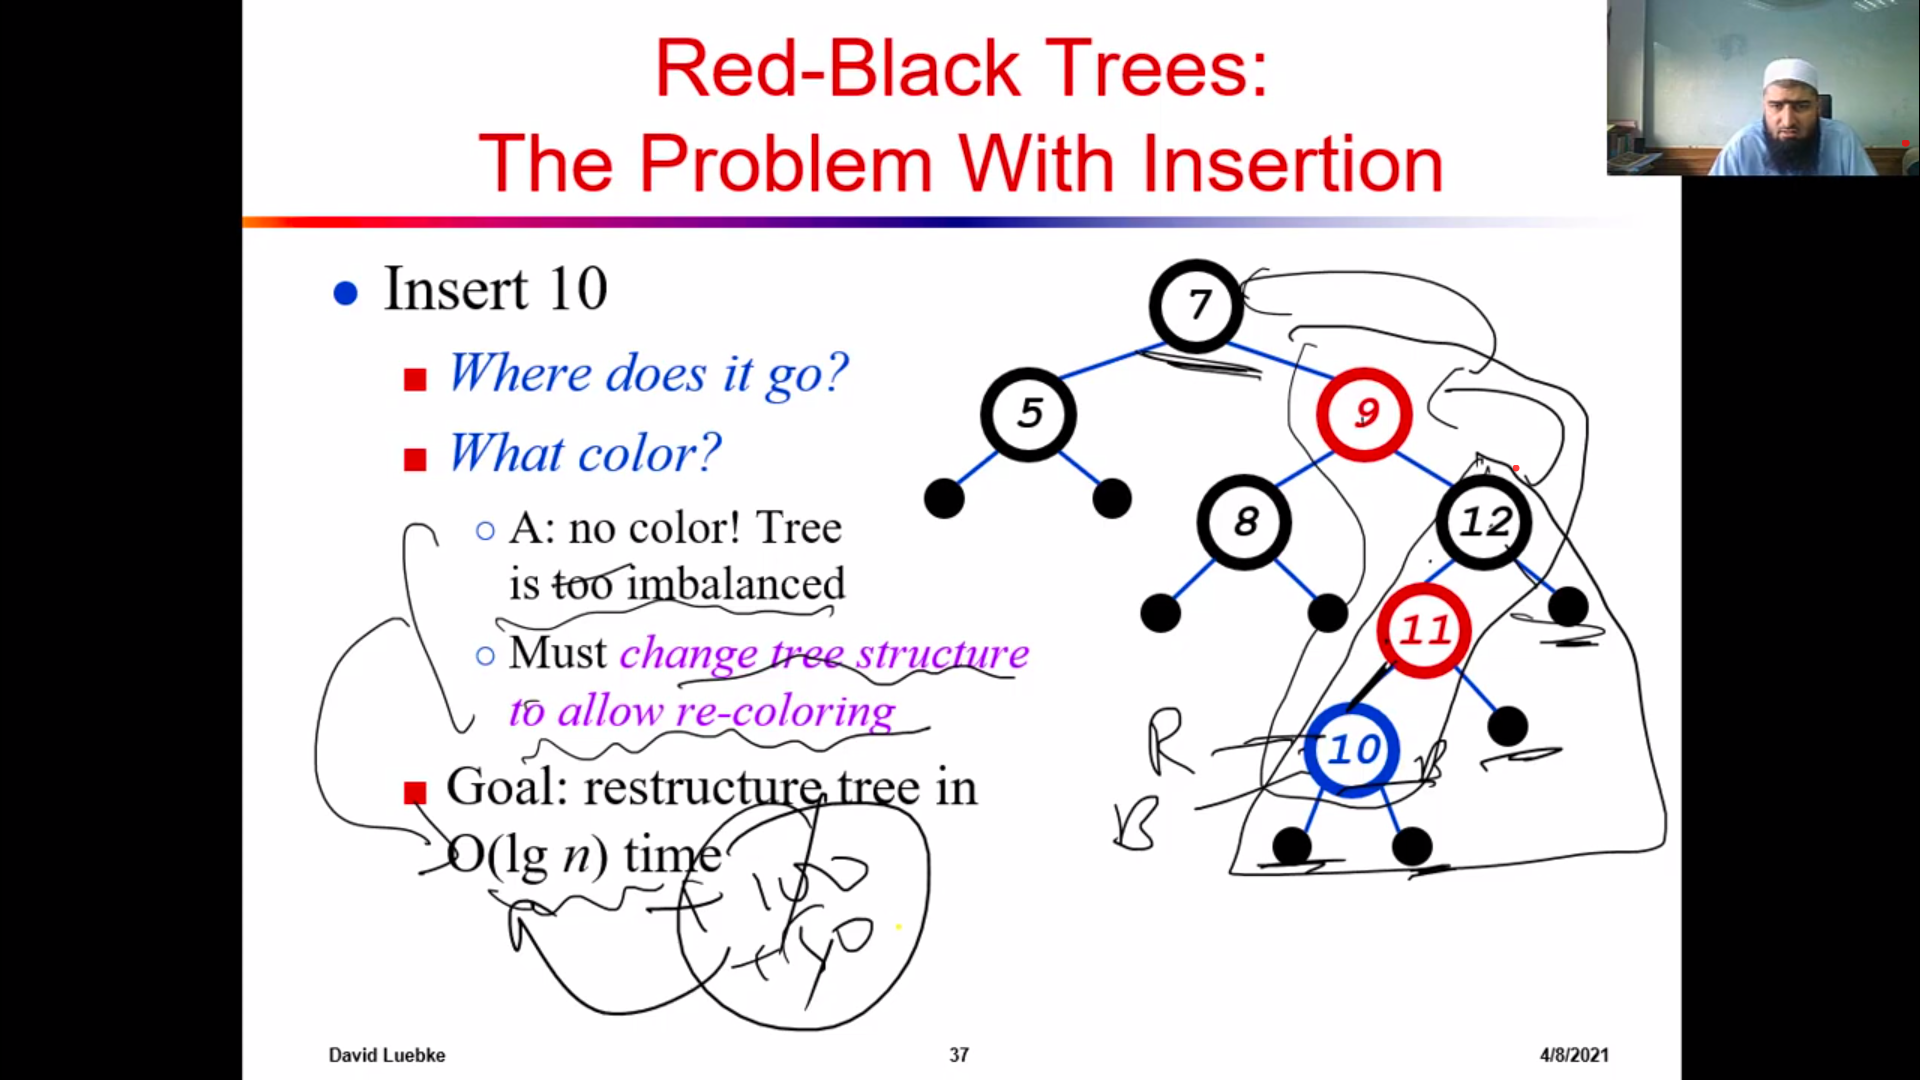 Red-Black Trees:
The Problem With Insertion
Insert 10
Where does it go?
What color?
A: no color! Tree
is too imbalanced
Must change tree structure
to allow re-coloring
Goal: restructure tree in
O(lg n) time
7
5
9
8
12
11
10
R
B
B
David Luebke
37
4/8/2021